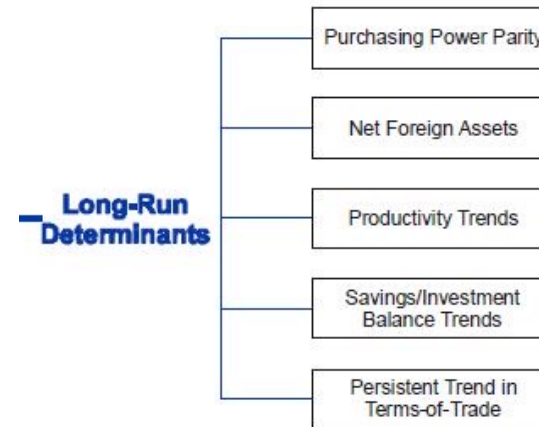 Purchasing Power Parity
Net Foreign Assets
Long-Run
Determinants
Productivity Trends
Savings/Investment
Balance Trends
Persistent Trend in
Terms-of-Trade